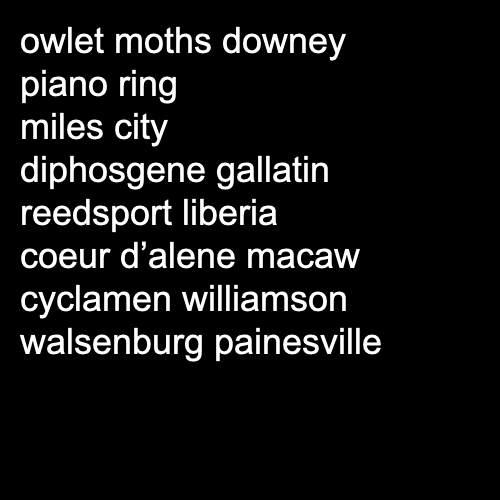 owlet moths downey
piano ring
miles city
diphosgene gallatin
reedsport liberia
coeur d’alene macaw
cyclamen williamson
walsenburg painesville